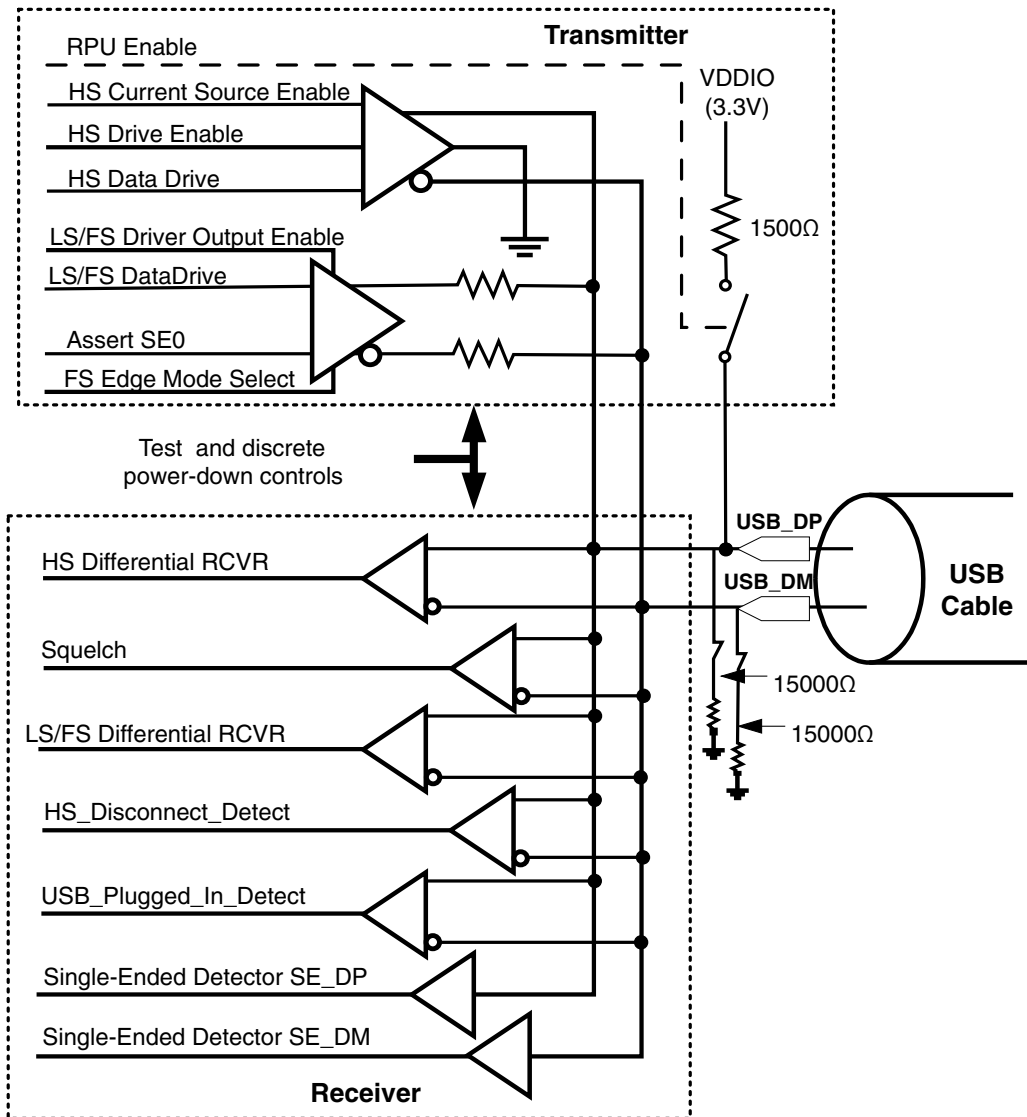 Transmitter
RPU Enable
HS Current Source Enable
HS Drive Enable
HS Data Drive
LS/FS Driver Output Enable
LS/FS DataDrive
Assert SE0
FS Edge Mode Select
VDDIO
(3.3V)
1500Ω
Test and discrete
power-down controls
USB_DP
USB_DM
USB
Cable
15000Ω
15000Ω
HS Differential RCVR
Squelch
LS/FS Differential RCVR
HS_Disconnect_Detect
USB_Plugged_In_Detect
Single-Ended Detector SE_DP
Single-Ended Detector SE_DM
Receiver